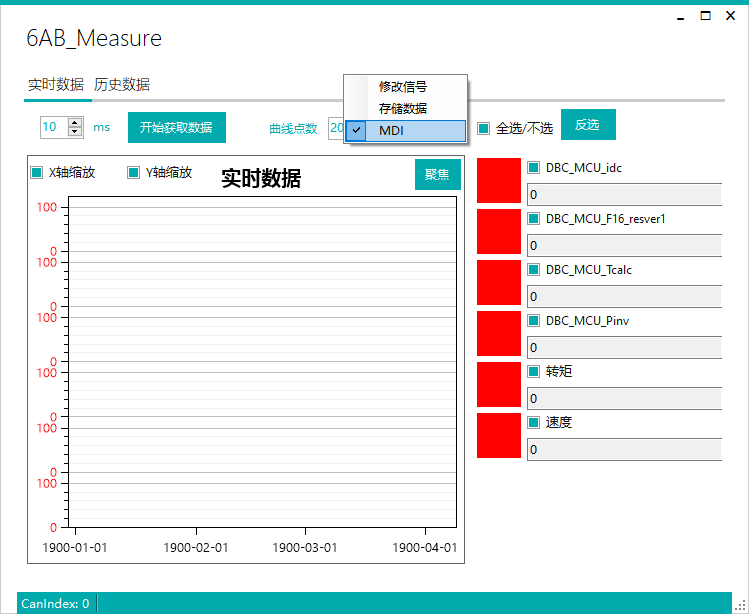 6AB_Measure
实时数据 历史数据
修改信号
存储数据
MDI
10 ms 开始获取数据 曲线点数 20 全选/不选 反选
X轴缩放 Y轴缩放 实时数据 聚焦
100
0
100
0
100
0
100
0
100
0
100
0
1900-01-01 1900-02-01 1900-03-01 1900-04-01
DBC_MCU_idc
0
DBC_MCU_F16_resver1
0
DBC_MCU_Tcalc
0
DBC_MCU_Pinv
0
转矩
0
速度
0
CanIndex: 0